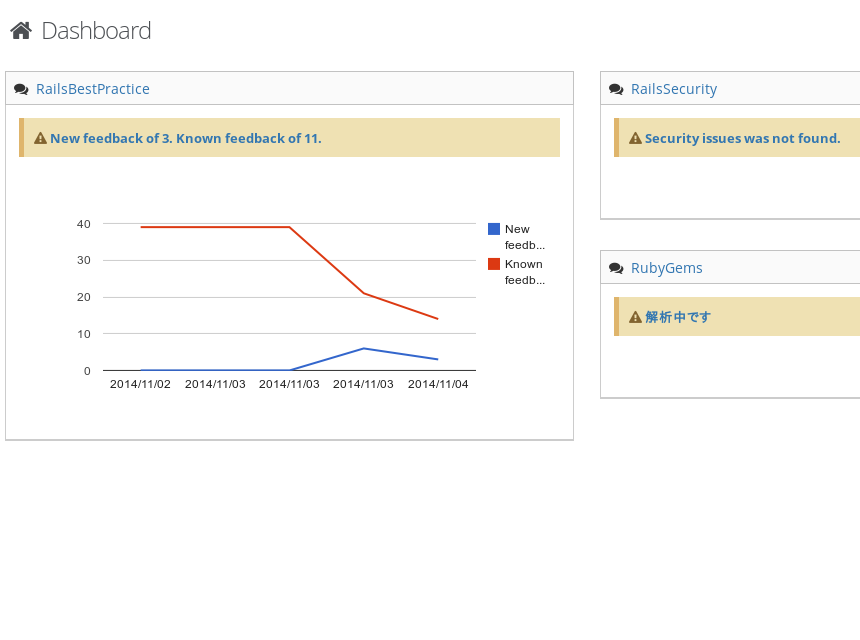 Dashboard
RailsBestPractice
New feedback of 3. Known feedback of 11.
40
30
20
10
0
2014/11/02 2014/11/03 2014/11/03 2014/11/03 2014/11/04
New
feedb...
Known
feedb...
RailsSecurity
Security issues was not found.
RubyGems
解析中です